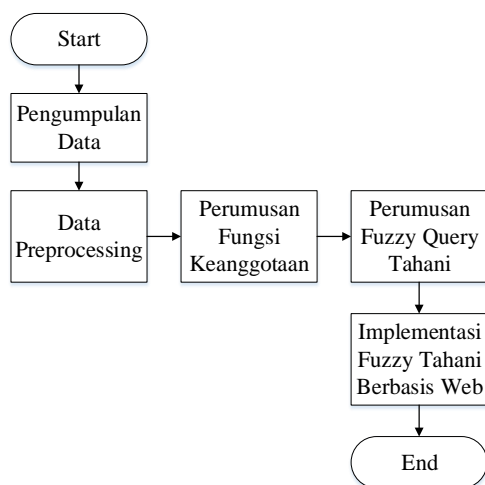 Start
Pengumpulan
Data
Data
Preprocessing
Perumusan
Fungsi
Keanggotaan
Perumusan
Fuzzy Query
Tahani
Implementasi
Fuzzy Tahani
Berbasis Web
End